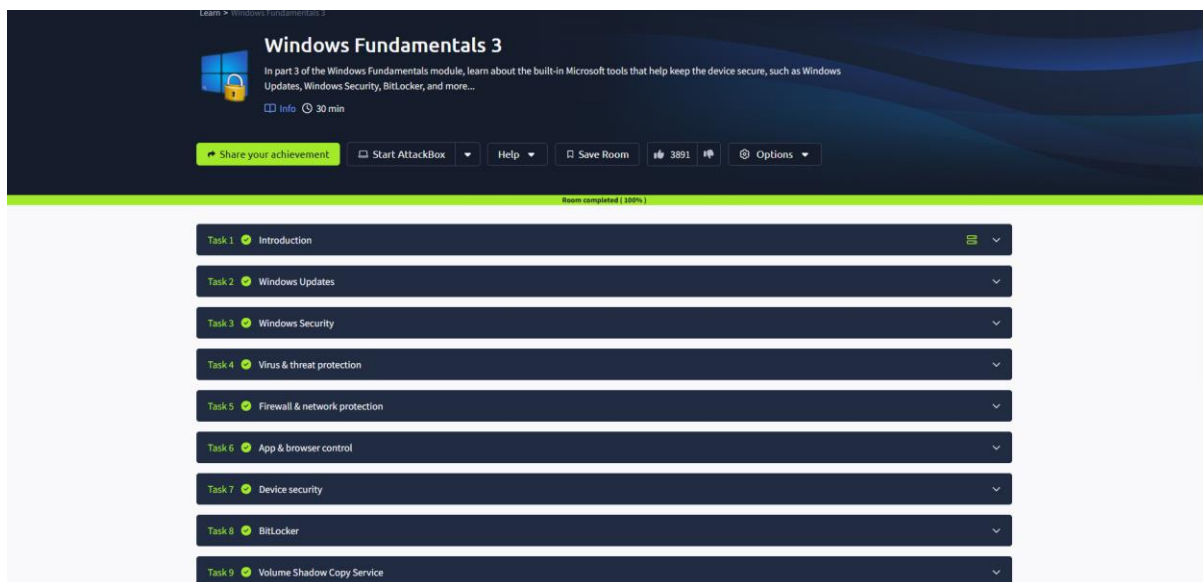 Learn > Windows Fundamentals 3
Windows Fundamentals 3
In part 3 of the Windows Fundamentals module, learn about the built-in Microsoft tools that help keep the device secure, such as Windows
Updates, Windows Security, BitLocker, and more...
Info 30 min
Share your achievement Start AttackBox Help Save Room 3891 Options
Room completed ( 100% )
Task 1 Introduction
Task 2 Windows Updates
Task 3 Windows Security
Task 4 Virus & threat protection
Task 5 Firewall & network protection
Task 6 App & browser control
Task 7 Device security
Task 8 BitLocker
Task 9 Volume Shadow Copy Service